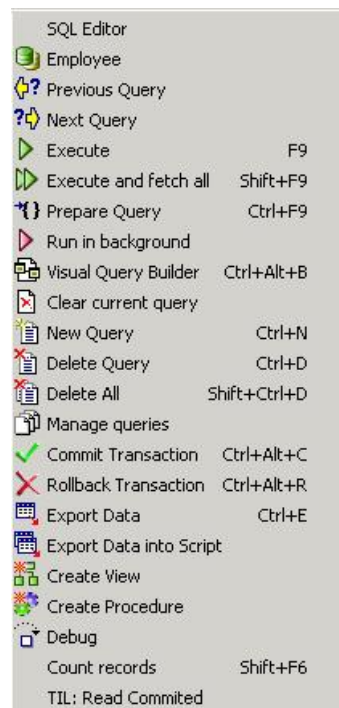 SQL Editor
Employee
Previous Query
Next Query
Execute F9
Execute and fetch all Shift+F9
Prepare Query Ctrl+F9
Run in background
Visual Query Builder Ctrl+Alt+B
Clear current query
New Query Ctrl+N
Delete Query Ctrl+D
Delete All Shift+Ctrl+D
Manage queries
Commit Transaction Ctrl+Alt+C
Rollback Transaction Ctrl+Alt+R
Export Data Ctrl+E
Export Data into Script
Create View
Create Procedure
Debug
Count records Shift+F6
TIL: Read Commited